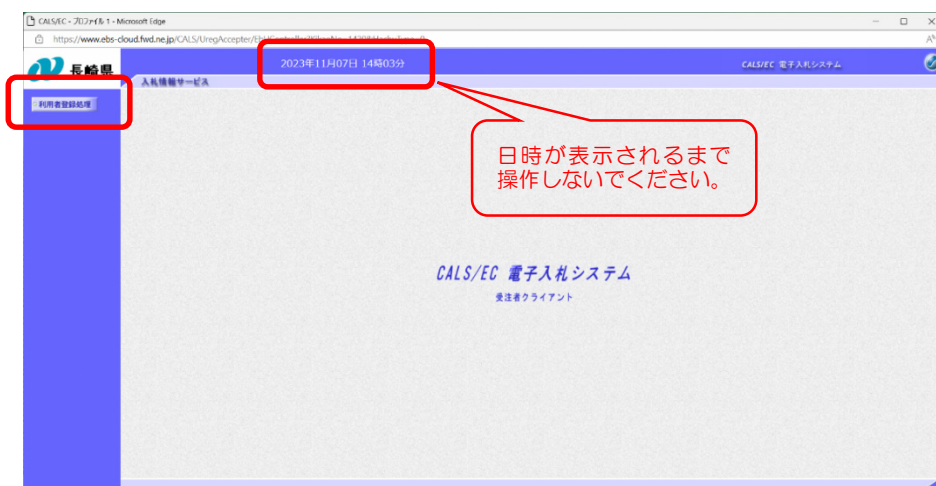 CALS/EC - プロファイル 1 - Microsoft Edge
https://www.ebs-cloud.fwd.ne.jp/CALS/UregAccepter/
長崎県
2023年11月07日 14時03分
CALS/EC 電子入札システム
入札情報サービス
利用者登録処理
日時が表示されるまで
操作しないでください。
CALS/EC 電子入札システム
受注者クライアント